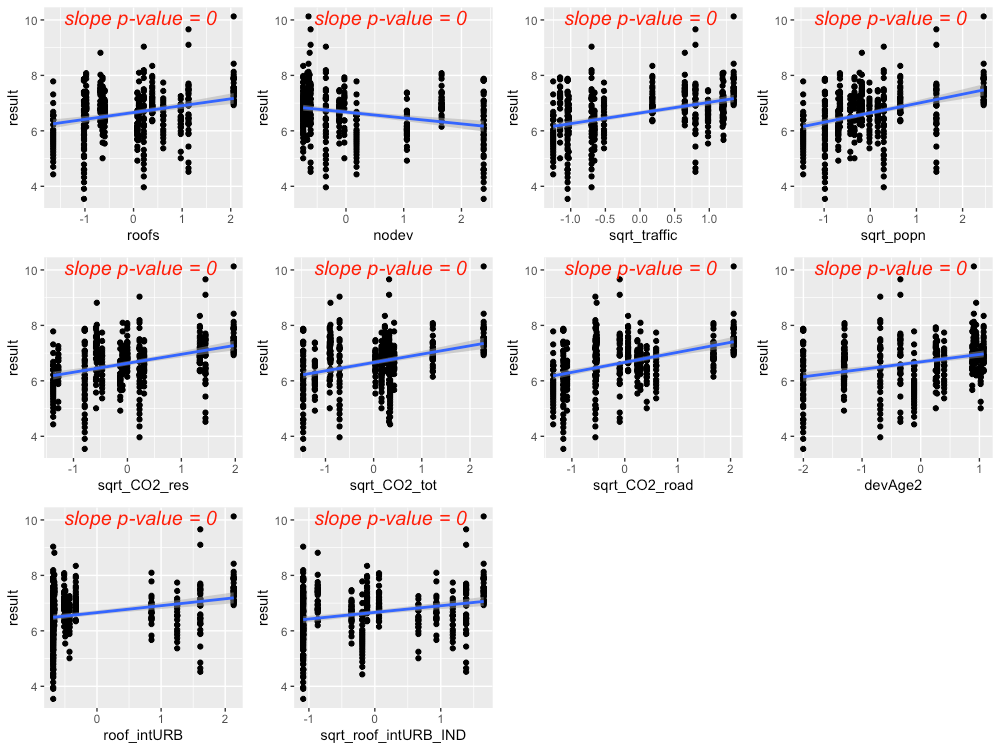 slope p-value = 0
result
10
8
6
4
-1 0 1 2
roofs
slope p-value = 0
result
10
8
6
4
0 1 2
nodev
slope p-value = 0
result
10
8
6
4
-1.0 -0.5 0.0 0.5 1.0
sqrt_traffic
slope p-value = 0
result
10
8
6
4
-1 0 1 2
sqrt_popn
slope p-value = 0
result
10
8
6
4
-1 0 1 2
sqrt_CO2_res
slope p-value = 0
result
10
8
6
4
-1 0 1 2
sqrt_CO2_tot
slope p-value = 0
result
10
8
6
4
-1 0 1 2
sqrt_CO2_road
slope p-value = 0
result
10
8
6
4
-2 -1 0 1
devAge2
slope p-value = 0
result
10
8
6
4
0 1 2
roof_intURB
slope p-value = 0
result
10
8
6
4
-1 0 1
sqrt_roof_intURB_IND